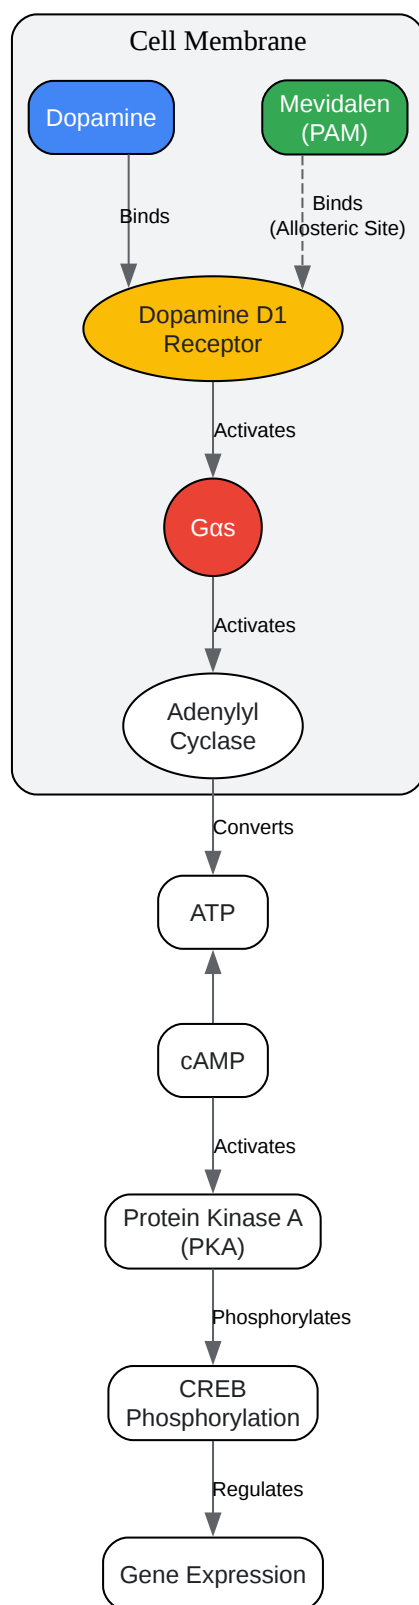 Cell Membrane
Dopamine
Mevidalen
(PAM)
Binds
Binds
(Allosteric Site)
Dopamine D1
Receptor
Activates
Gαs
Activates
Adenylyl
Cyclase
Converts
ATP
cAMP
Activates
Protein Kinase A
(PKA)
Phosphorylates
CREB
Phosphorylation
Regulates
Gene Expression